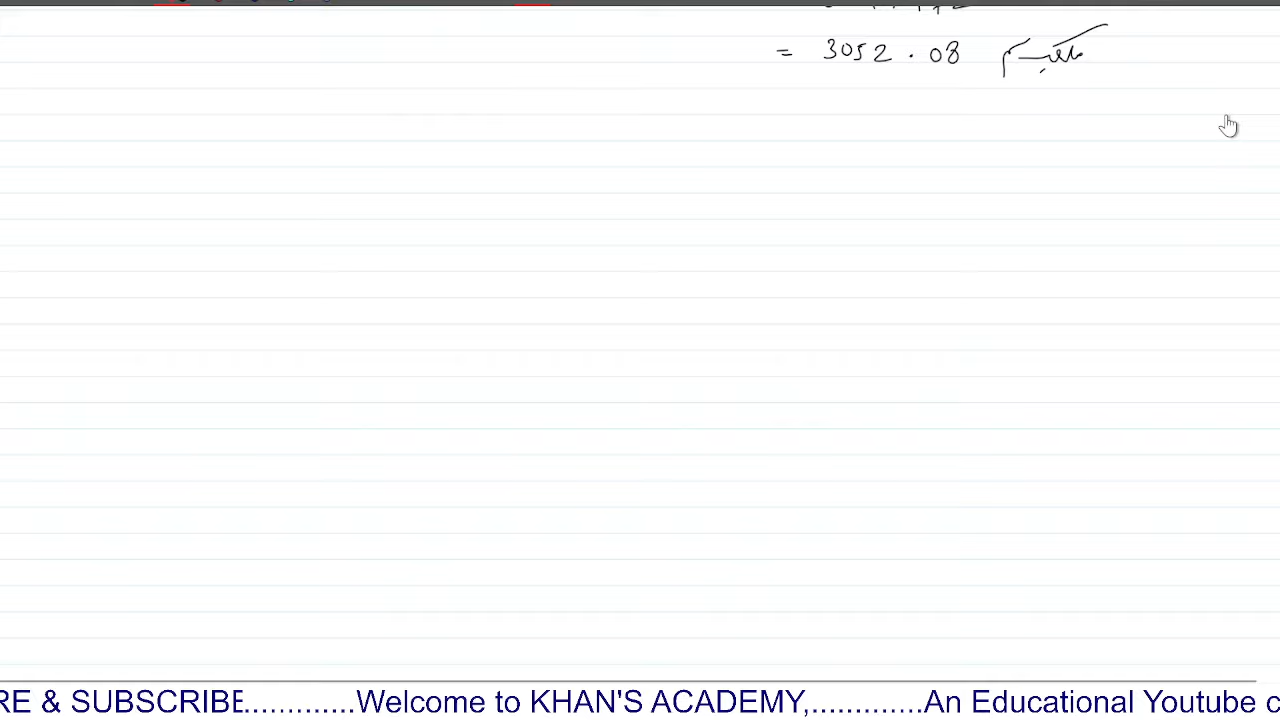 = 3052.08 مکعب سم
RE & SUBSCRIBE.............Welcome to KHAN'S ACADEMY,.............An Educational Youtube c